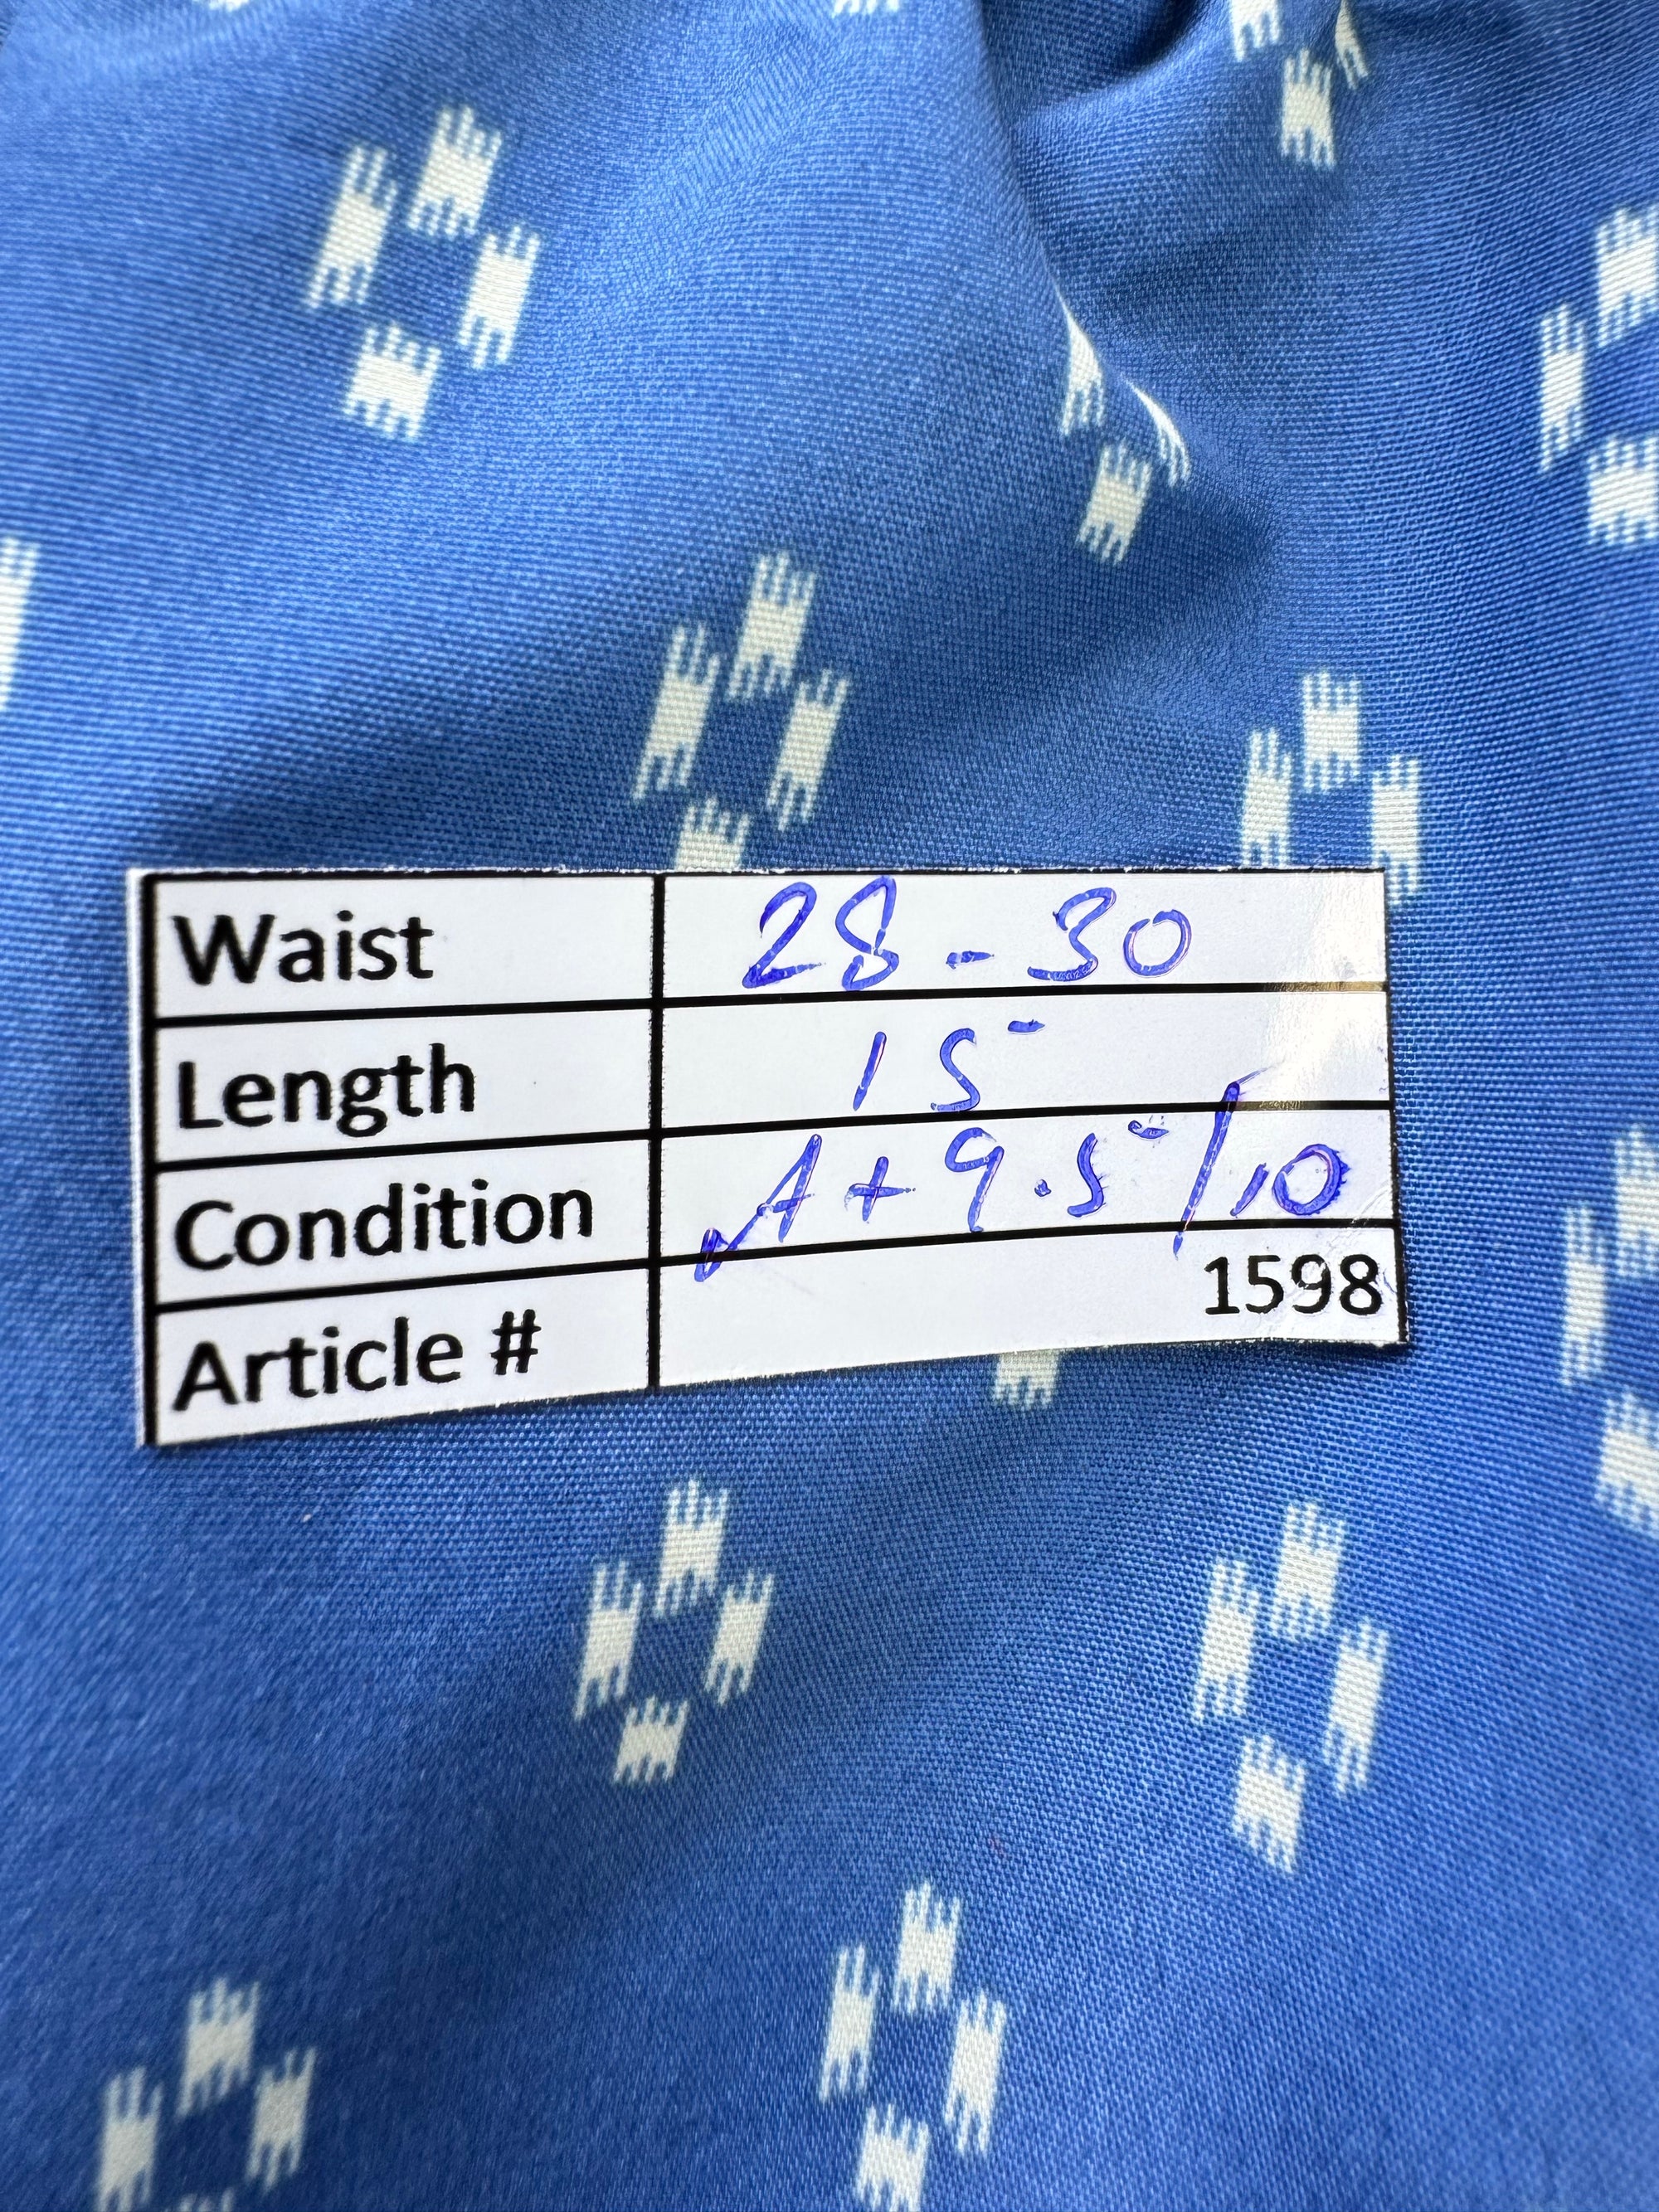 Waist 28 - 30
Length 15
Condition A+ 9.5/10
Article # 1598